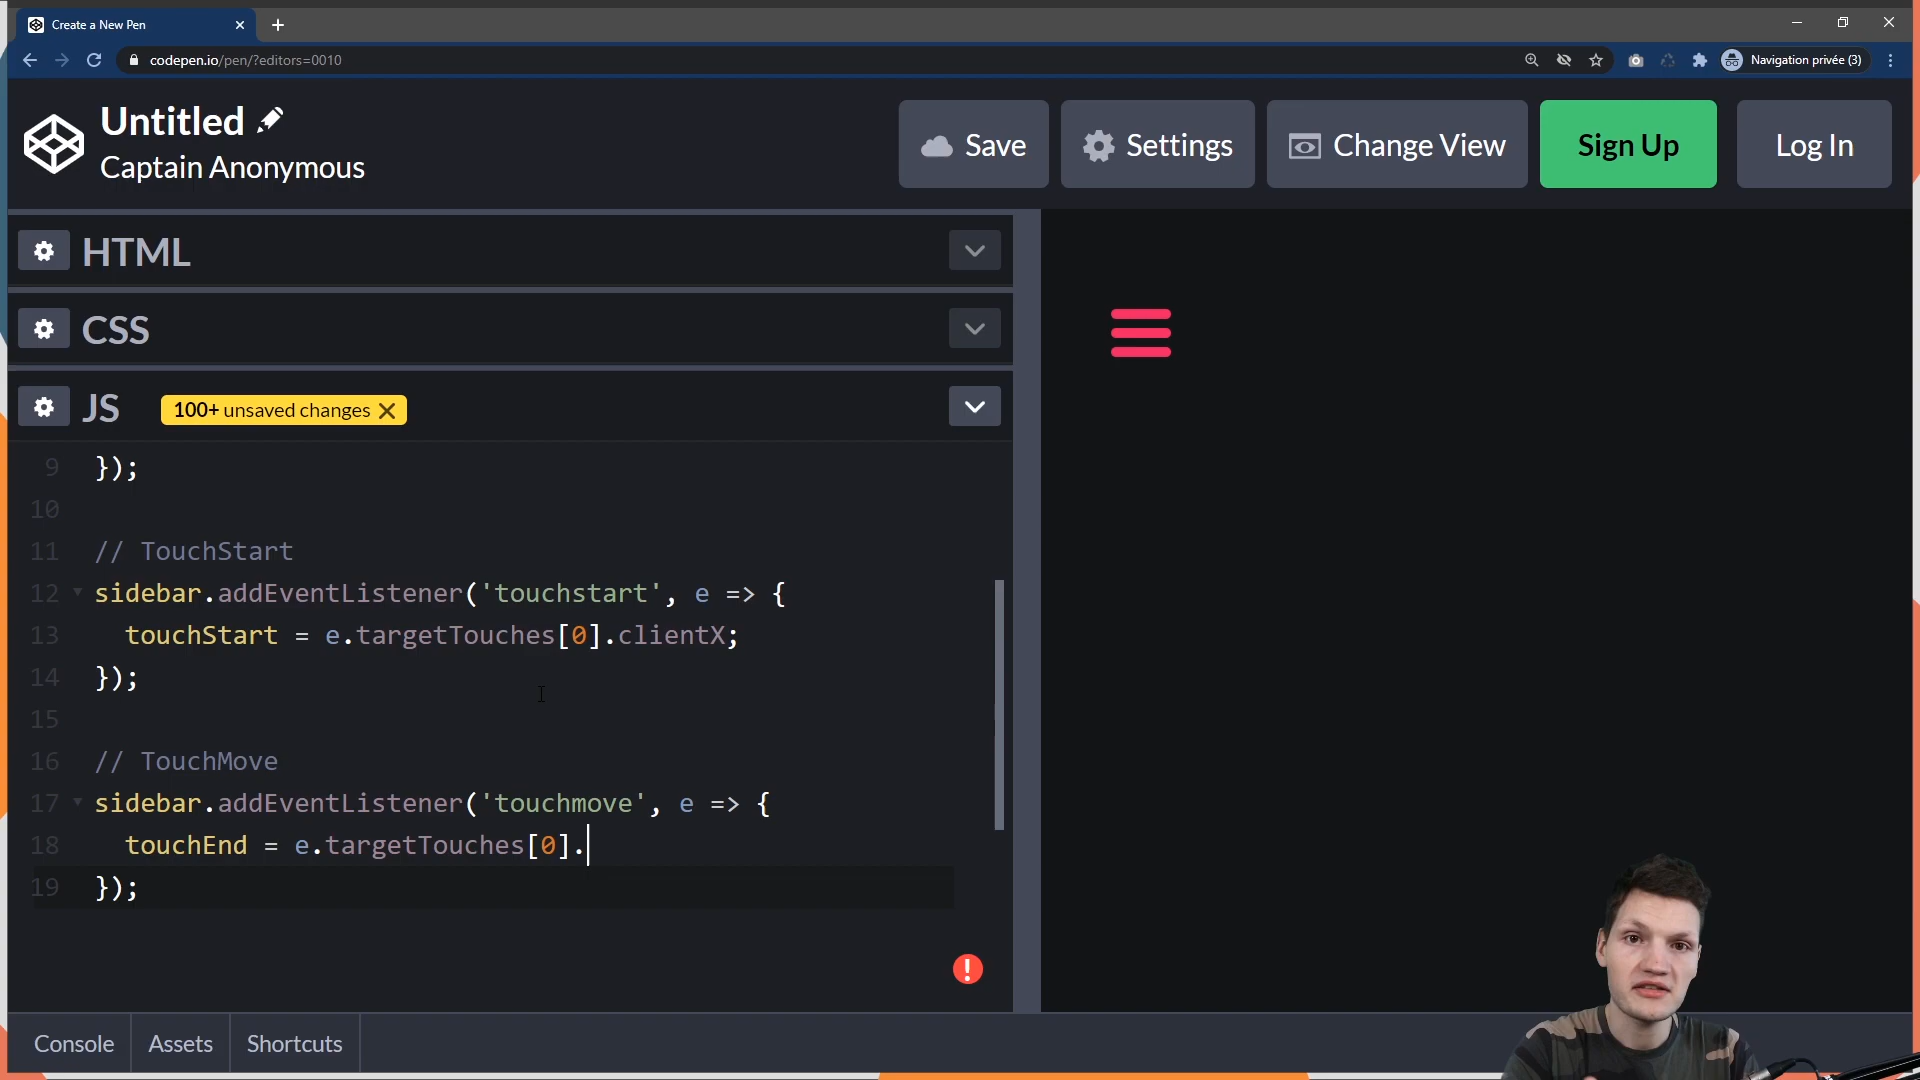 Create a New Pen
codepen.io/pen/?editors=0010
Navigation privée (3)
Untitled
Captain Anonymous
Save
Settings
Change View
Sign Up
Log In
HTML
CSS
JS
100+ unsaved changes
9 });
10
11 // TouchStart
12 sidebar.addEventListener('touchstart', e => {
13 touchStart = e.targetTouches[0].clientX;
14 });
15
16 // TouchMove
17 sidebar.addEventListener('touchmove', e => {
18 touchEnd = e.targetTouches[0].
19 });
Console
Assets
Shortcuts